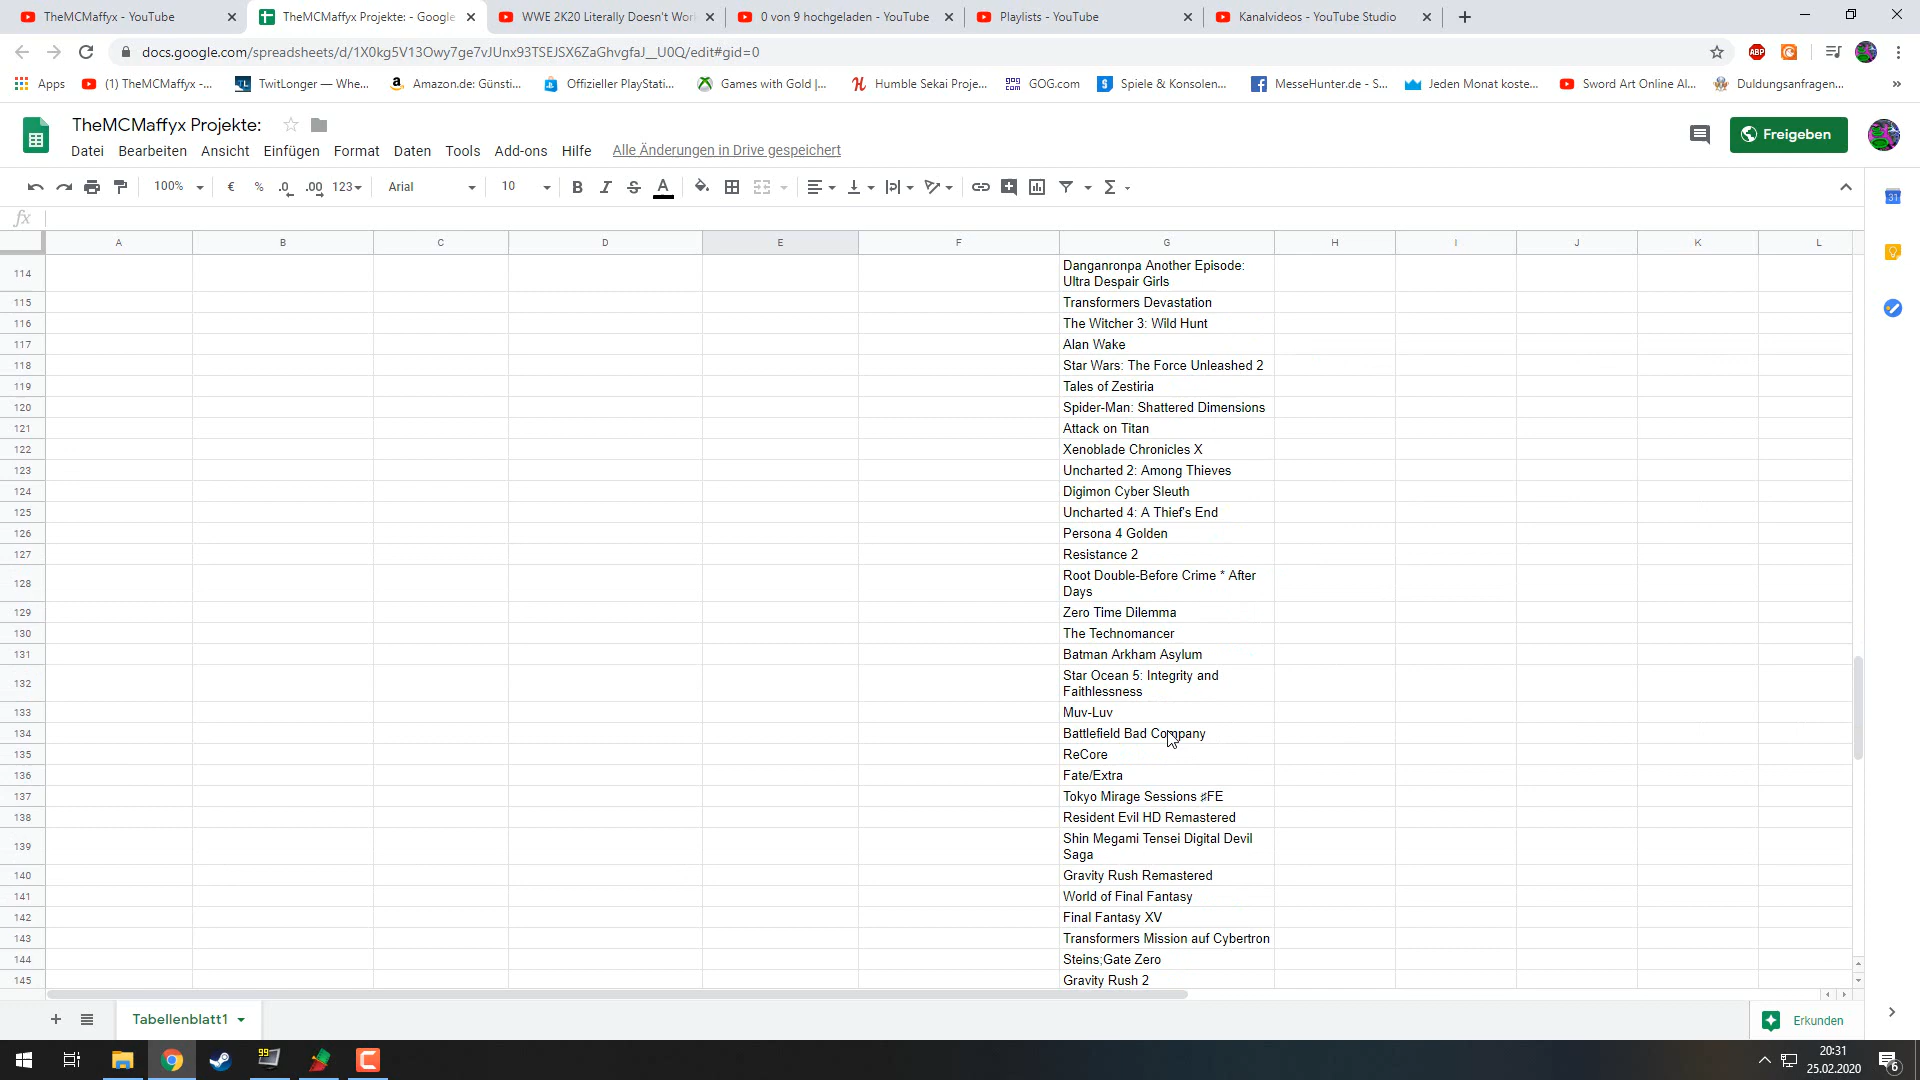 TheMCMaffyx - YouTube
TheMCMaffyx Projekte: - Google
WWE 2K20 Literally Doesn't Wor
0 von 9 hochgeladen - YouTube
Playlists - YouTube
Kanalvideos - YouTube Studio
docs.google.com/spreadsheets/d/1X0kg5V13Owy7ge7vJUnx93TSEJSX6ZaGhvgfaJ__U0Q/edit#gid=0
ABP
Apps
(1) TheMCMaffyx -...
TwitLonger — Whe...
Amazon.de: Günsti...
Offizieller PlayStati...
Games with Gold |...
Humble Sekai Proje...
GOG.com
Spiele & Konsolen...
MesseHunter.de - S...
Jeden Monat koste...
Sword Art Online Al...
Duldungsanfragen...
»
TheMCMaffyx Projekte:
Datei Bearbeiten Ansicht Einfügen Format Daten Tools Add-ons Hilfe Alle Änderungen in Drive gespeichert
Freigeben
100% € % .0 .00 123 Arial 10 B I S A Σ
31
fx
A B C D E F G H I J K L
114 Danganronpa Another Episode:
Ultra Despair Girls
115 Transformers Devastation
116 The Witcher 3: Wild Hunt
117 Alan Wake
118 Star Wars: The Force Unleashed 2
119 Tales of Zestiria
120 Spider-Man: Shattered Dimensions
121 Attack on Titan
122 Xenoblade Chronicles X
123 Uncharted 2: Among Thieves
124 Digimon Cyber Sleuth
125 Uncharted 4: A Thief's End
126 Persona 4 Golden
127 Resistance 2
128 Root Double-Before Crime * After
Days
129 Zero Time Dilemma
130 The Technomancer
131 Batman Arkham Asylum
132 Star Ocean 5: Integrity and
Faithlessness
133 Muv-Luv
134 Battlefield Bad Company
135 ReCore
136 Fate/Extra
137 Tokyo Mirage Sessions ♯FE
138 Resident Evil HD Remastered
139 Shin Megami Tensei Digital Devil
Saga
140 Gravity Rush Remastered
141 World of Final Fantasy
142 Final Fantasy XV
143 Transformers Mission auf Cybertron
144 Steins;Gate Zero
145 Gravity Rush 2
Tabellenblatt1
Erkunden
99
20:31
25.02.2020
6